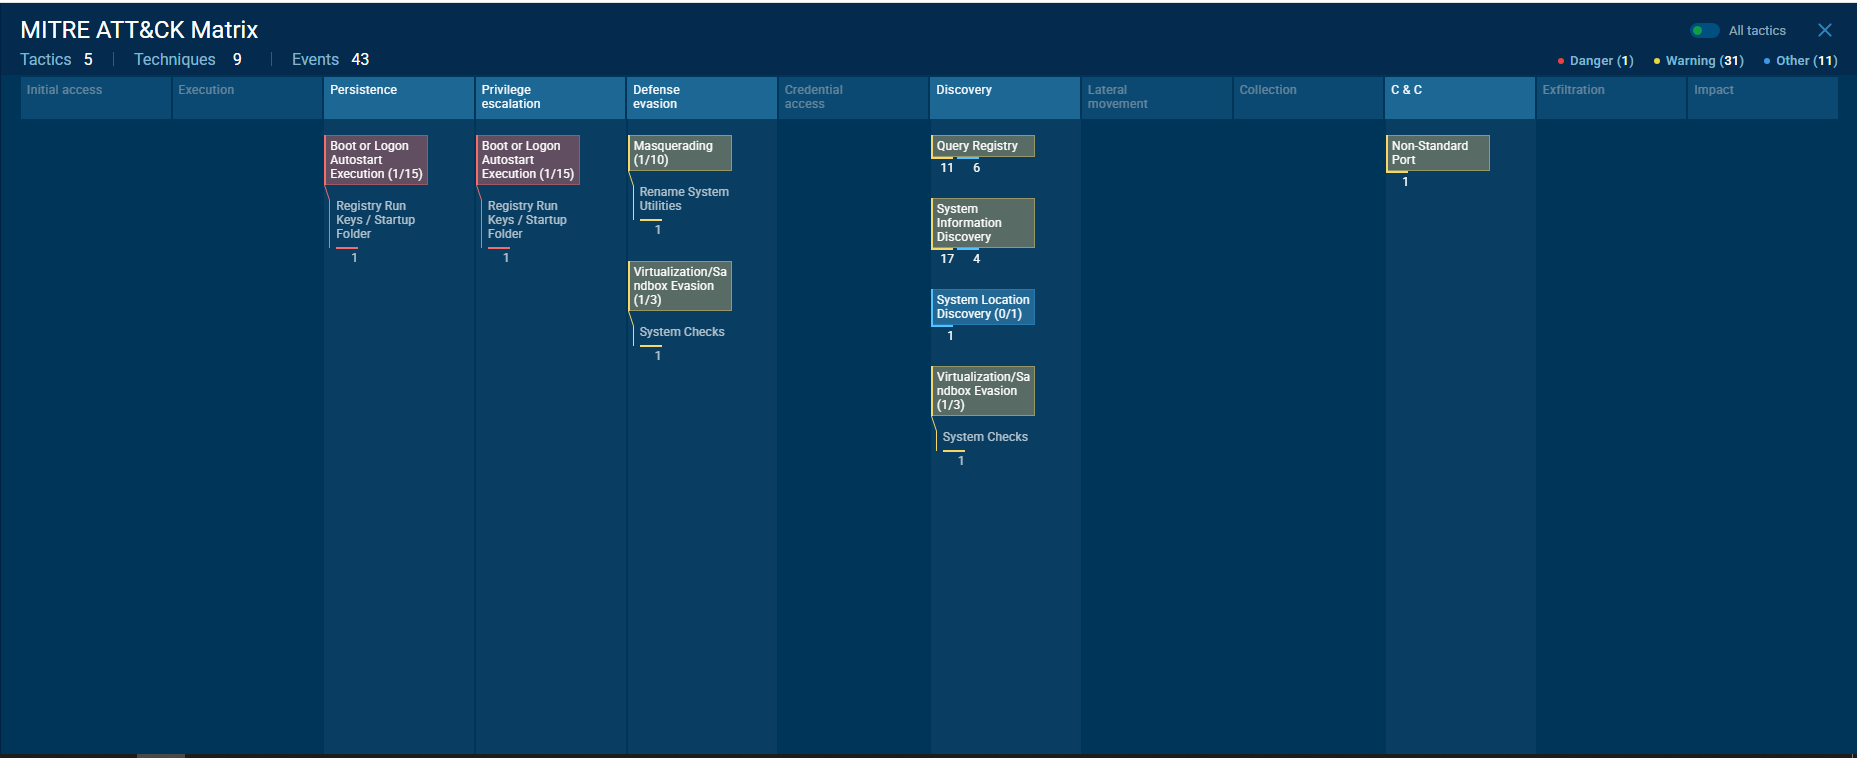 MITRE ATT&CK Matrix
All tactics
Tactics 5 Techniques 9 Events 43
Danger (1) Warning (31) Other (11)
Initial access
Execution
Persistence
Privilege
escalation
Defense
evasion
Credential
access
Discovery
Lateral
movement
Collection
C & C
Exfiltration
Impact
Boot or Logon
Autostart
Execution (1/15)
Registry Run
Keys / Startup
Folder
1
Boot or Logon
Autostart
Execution (1/15)
Registry Run
Keys / Startup
Folder
1
Masquerading
(1/10)
Rename System
Utilities
1
Virtualization/Sa
ndbox Evasion
(1/3)
System Checks
1
Query Registry
11 6
System
Information
Discovery
17 4
System Location
Discovery (0/1)
1
Virtualization/Sa
ndbox Evasion
(1/3)
System Checks
1
Non-Standard
Port
1